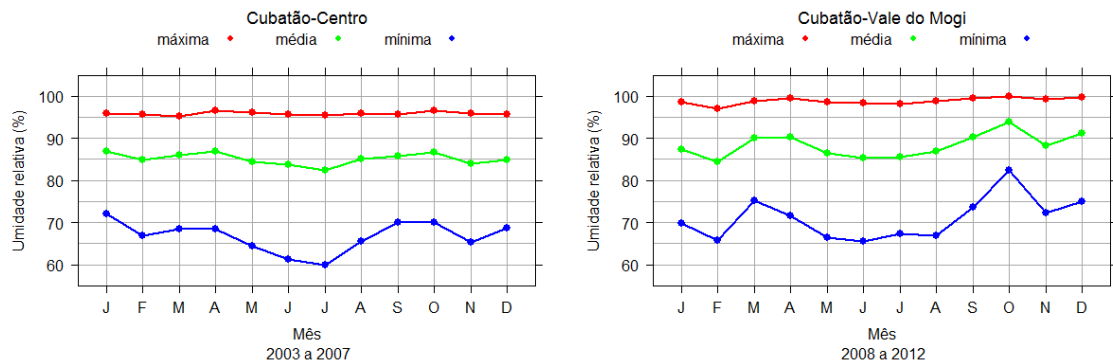 Cubatão-Centro
máxima média mínima
Umidade relativa (%)
100
90
80
70
60
J F M A M J J A S O N D
Mês
2003 a 2007
Cubatão-Vale do Mogi
máxima média mínima
Umidade relativa (%)
100
90
80
70
60
J F M A M J J A S O N D
Mês
2008 a 2012